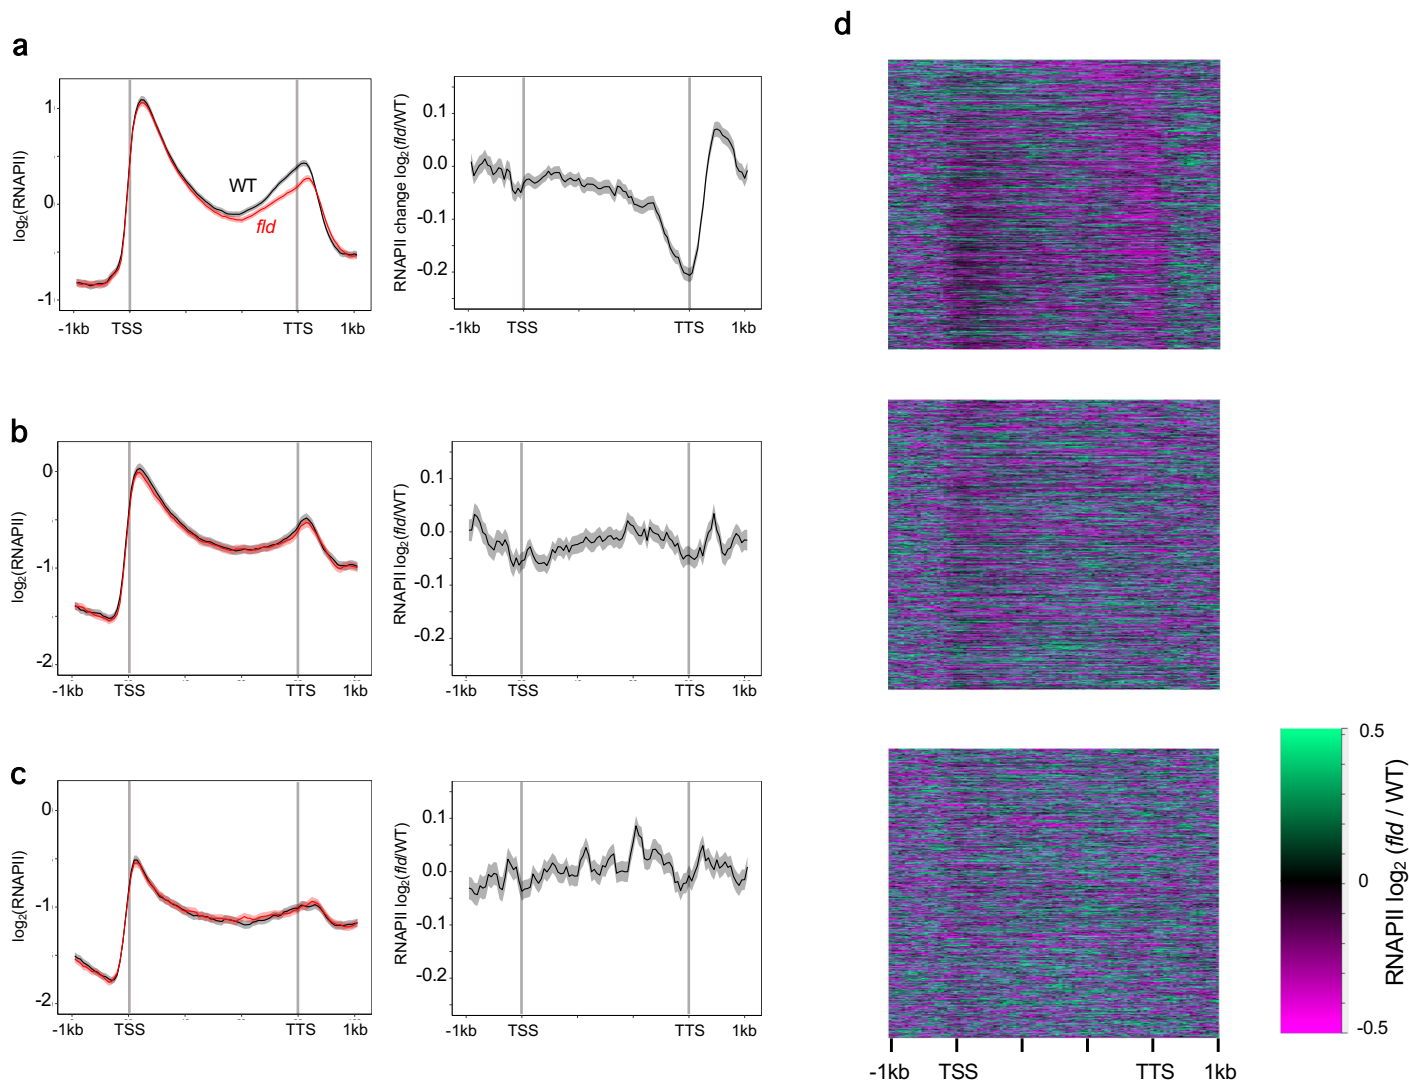 a
d
log2(RNAPII)
1
0
-1
WT
fld
-1kb TSS TTS 1kb
RNAPII change log2(fld/WT)
0.1
0.0
-0.1
-0.2
-1kb TSS TTS 1kb
b
log2(RNAPII)
0
-1
-2
-1kb TSS TTS 1kb
RNAPII log2(fld/WT)
0.1
0.0
-0.1
-0.2
-1kb TSS TTS 1kb
c
log2(RNAPII)
0
-1
-2
-1kb TSS TTS 1kb
RNAPII log2(fld/WT)
0.1
0.0
-0.1
-0.2
-1kb TSS TTS 1kb
-1kb TSS TTS 1kb
0.5
0
-0.5
RNAPII log2 (fld / WT)